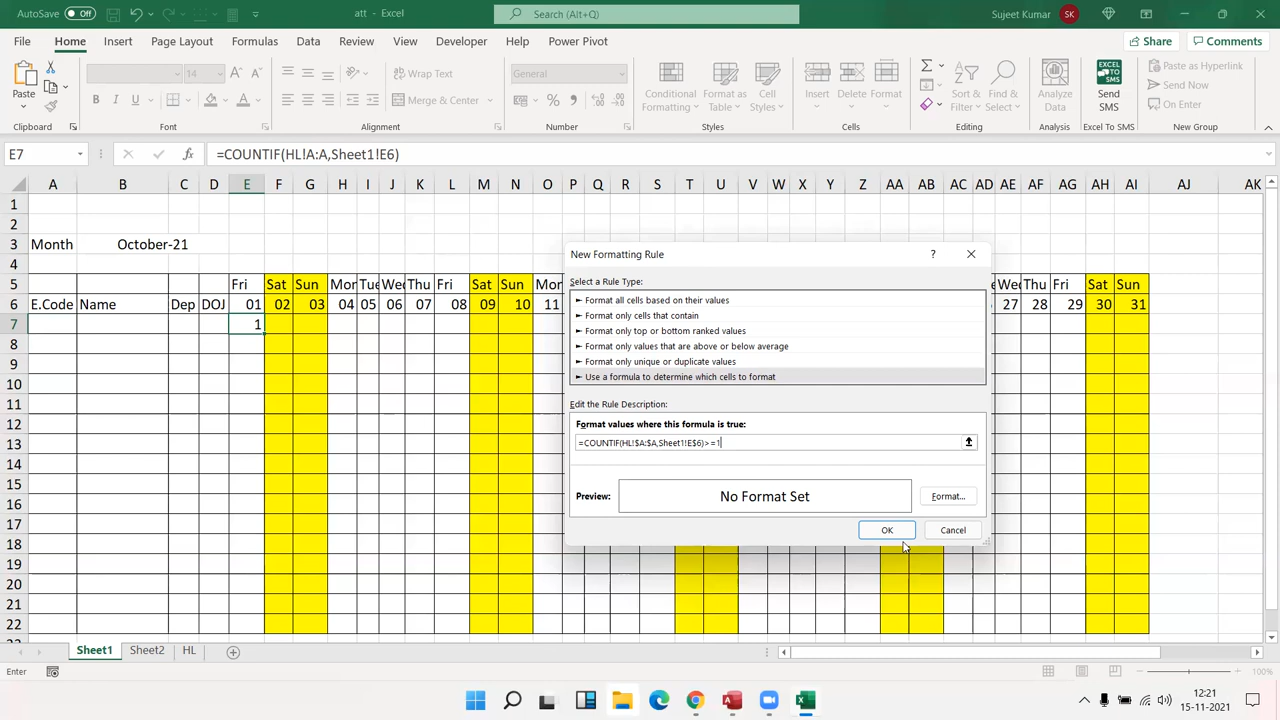 AutoSave Off att - Excel Search (Alt+Q) Sujeet Kumar SK
File Home Insert Page Layout Formulas Data Review View Developer Help Power Pivot Share Comments
Paste 14 Wrap Text General Conditional Formatting Format as Table Cell Styles Insert Delete Format Sort & Filter Find & Select Analyze Data Send SMS Paste as Hyperlink
B I U Merge & Center Send Now
On Enter
Clipboard Font Alignment Number Styles Cells Editing Analysis Excel To SMS New Group
E7 fx =COUNTIF(HL!A:A,Sheet1!E6)
A B C D E F G H I J K L M N O P Q R S T U V W X Y Z AA AB AC AD AE AF AG AH AI AJ AK
1
2
3 Month October-21
4
5 Fri Sat Sun Mon Tue Wed Thu Fri Sat Sun Mon Thu Fri Sat Sun
6 E.Code Name Dep DOJ 01 02 03 04 05 06 07 08 09 10 11 27 28 29 30 31
7 1
8
9
10
11
12
13
14
15
16
17
18
19
20
21
22
New Formatting Rule ?
Select a Rule Type:
► Format all cells based on their values
► Format only cells that contain
► Format only top or bottom ranked values
► Format only values that are above or below average
► Format only unique or duplicate values
► Use a formula to determine which cells to format
Edit the Rule Description:
Format values where this formula is true:
=COUNTIF(HL!$A:$A,Sheet1!E$6)>=1
Preview: No Format Set Format...
OK Cancel
Sheet1 Sheet2 HL
Enter 100%
12:21
15-11-2021